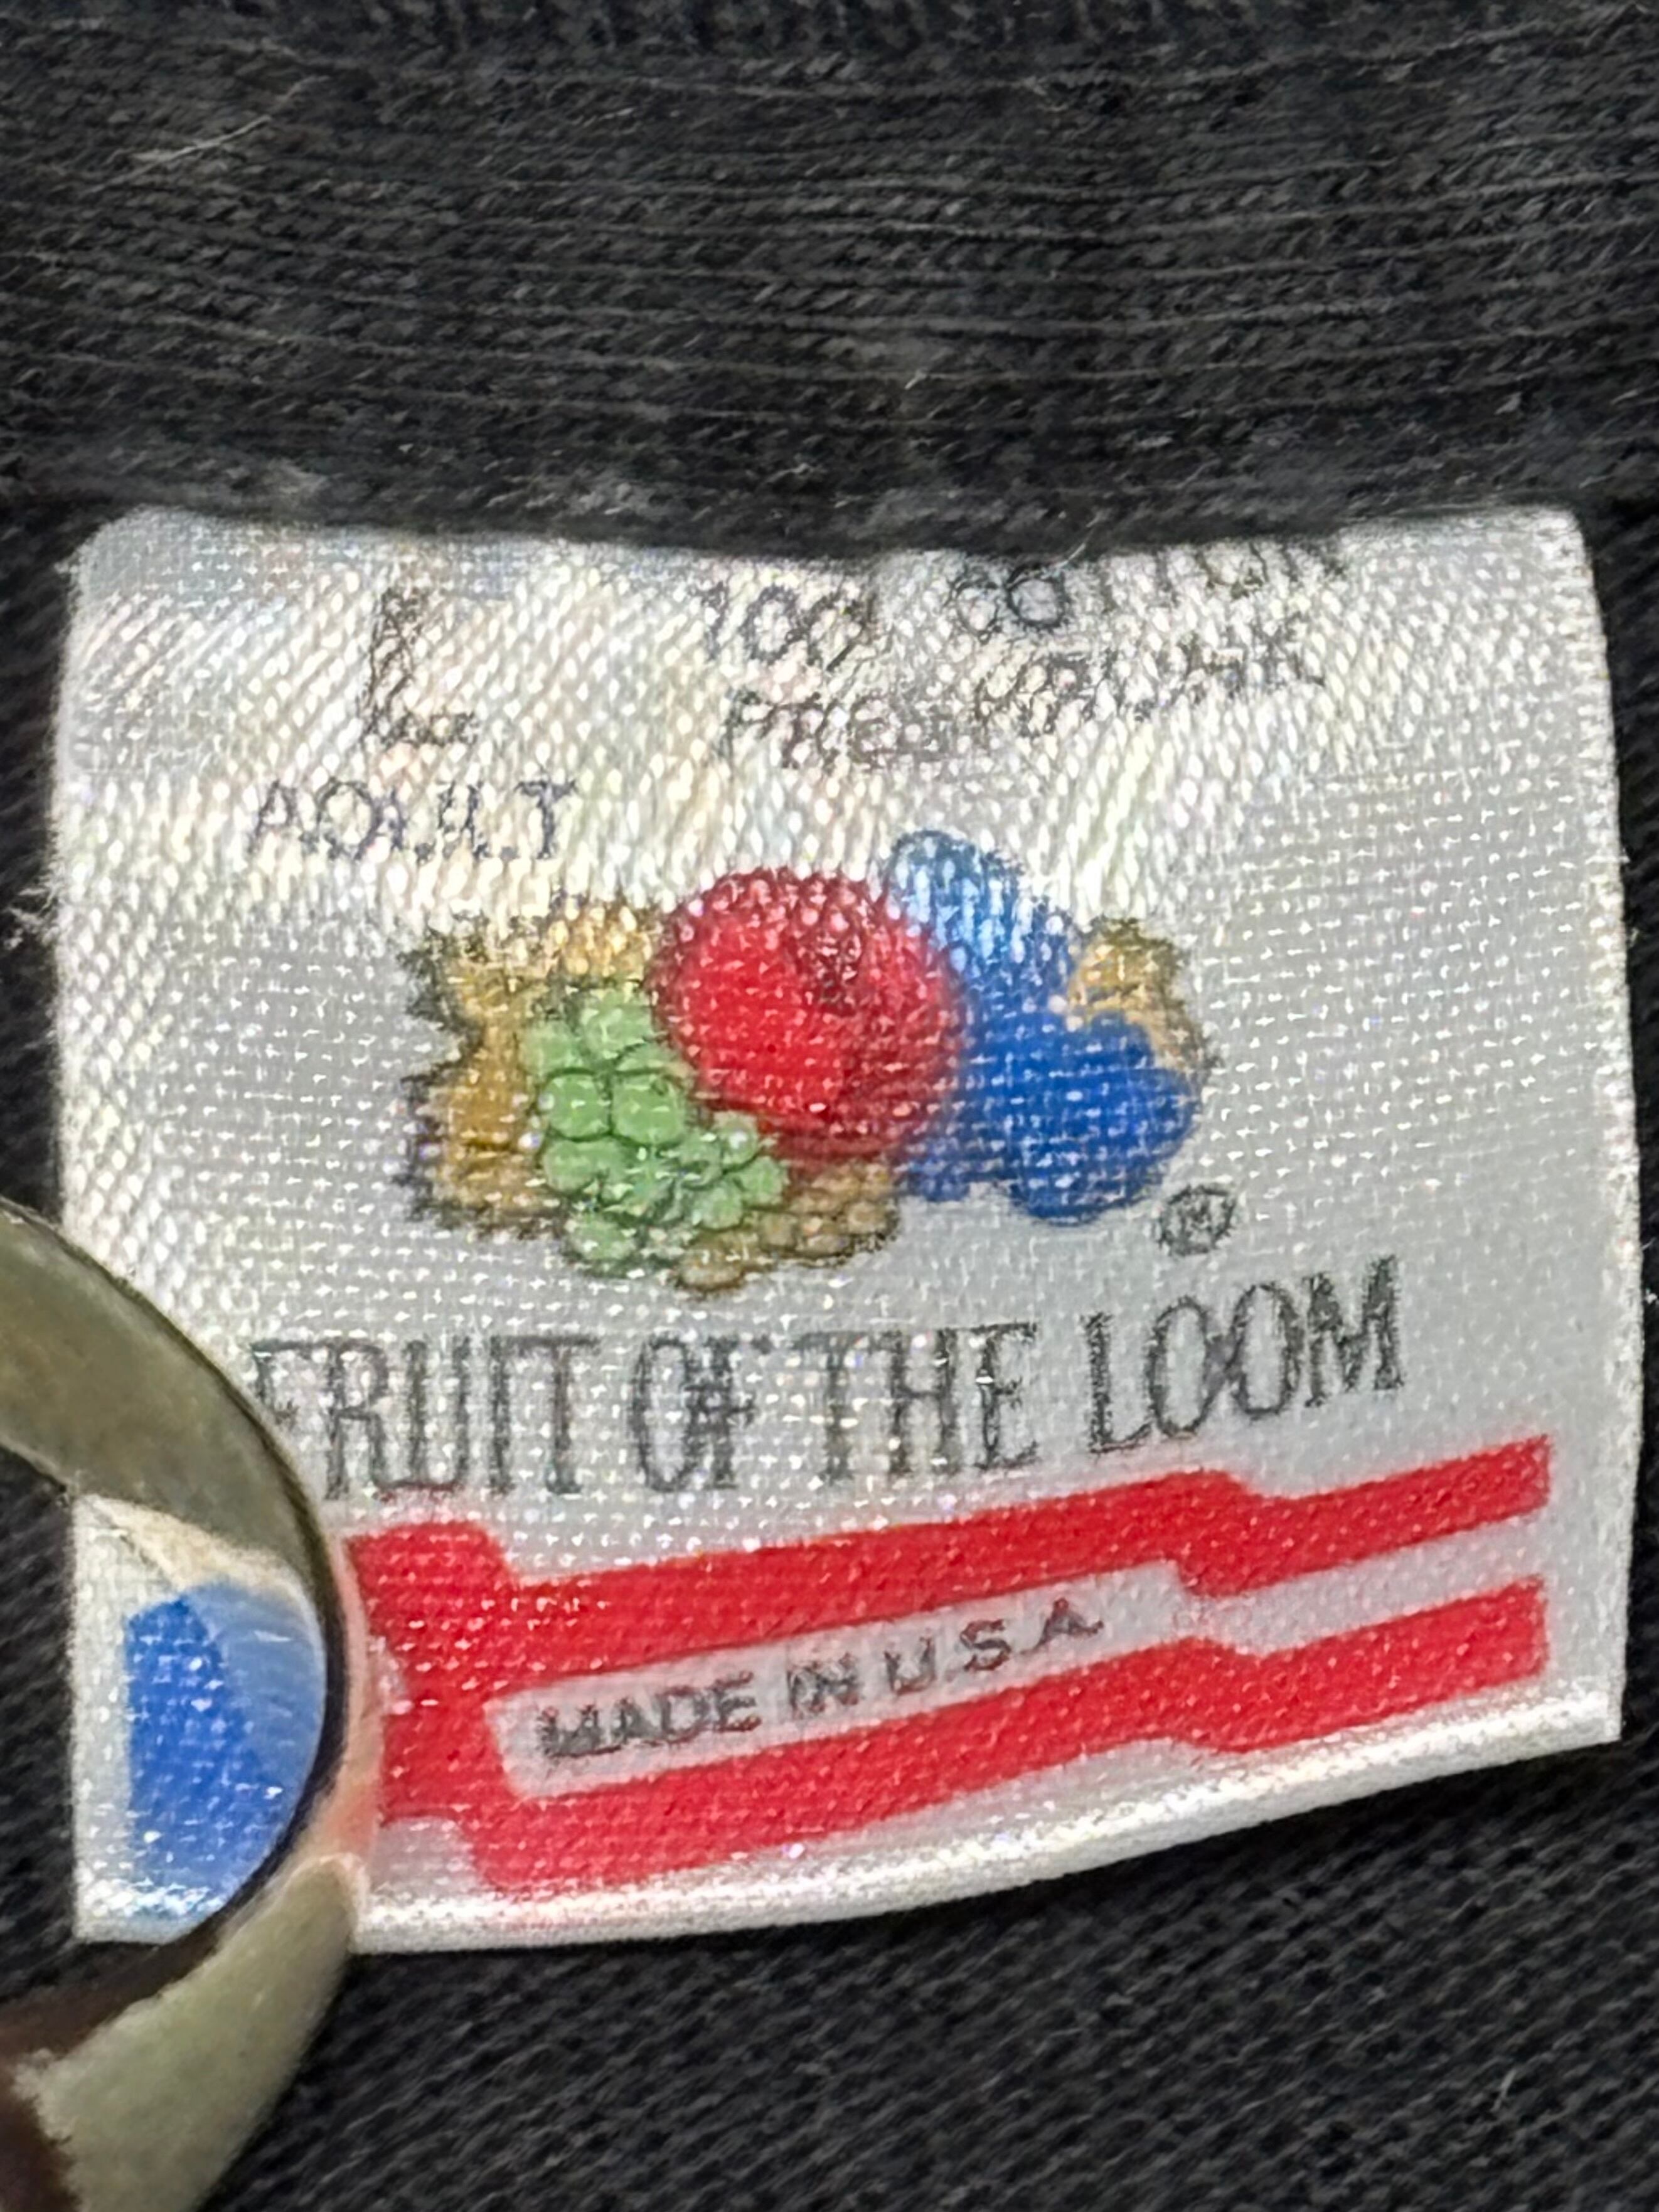 L 100% COTTON
PRESHRUNK
ADULT
®
FRUIT OF THE LOOM
MADE IN U.S.A.